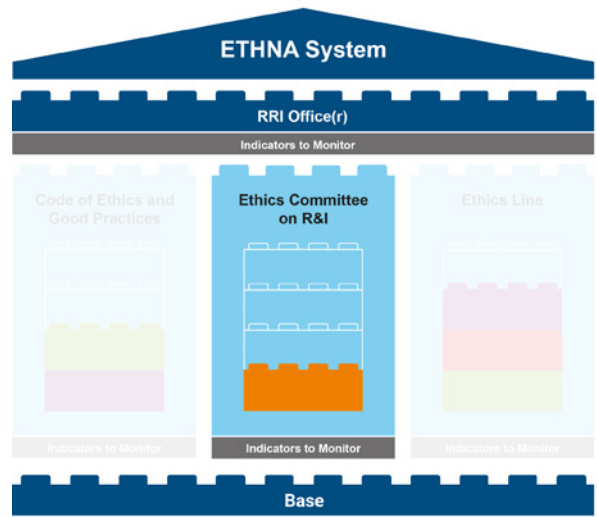 ETHNA System
RRI Office(r)
Indicators to Monitor
Code of Ethics and
Good Practices
Ethics Committee
on R&I
Ethics Line
Indicators to Monitor
Indicators to Monitor
Indicators to Monitor
Base